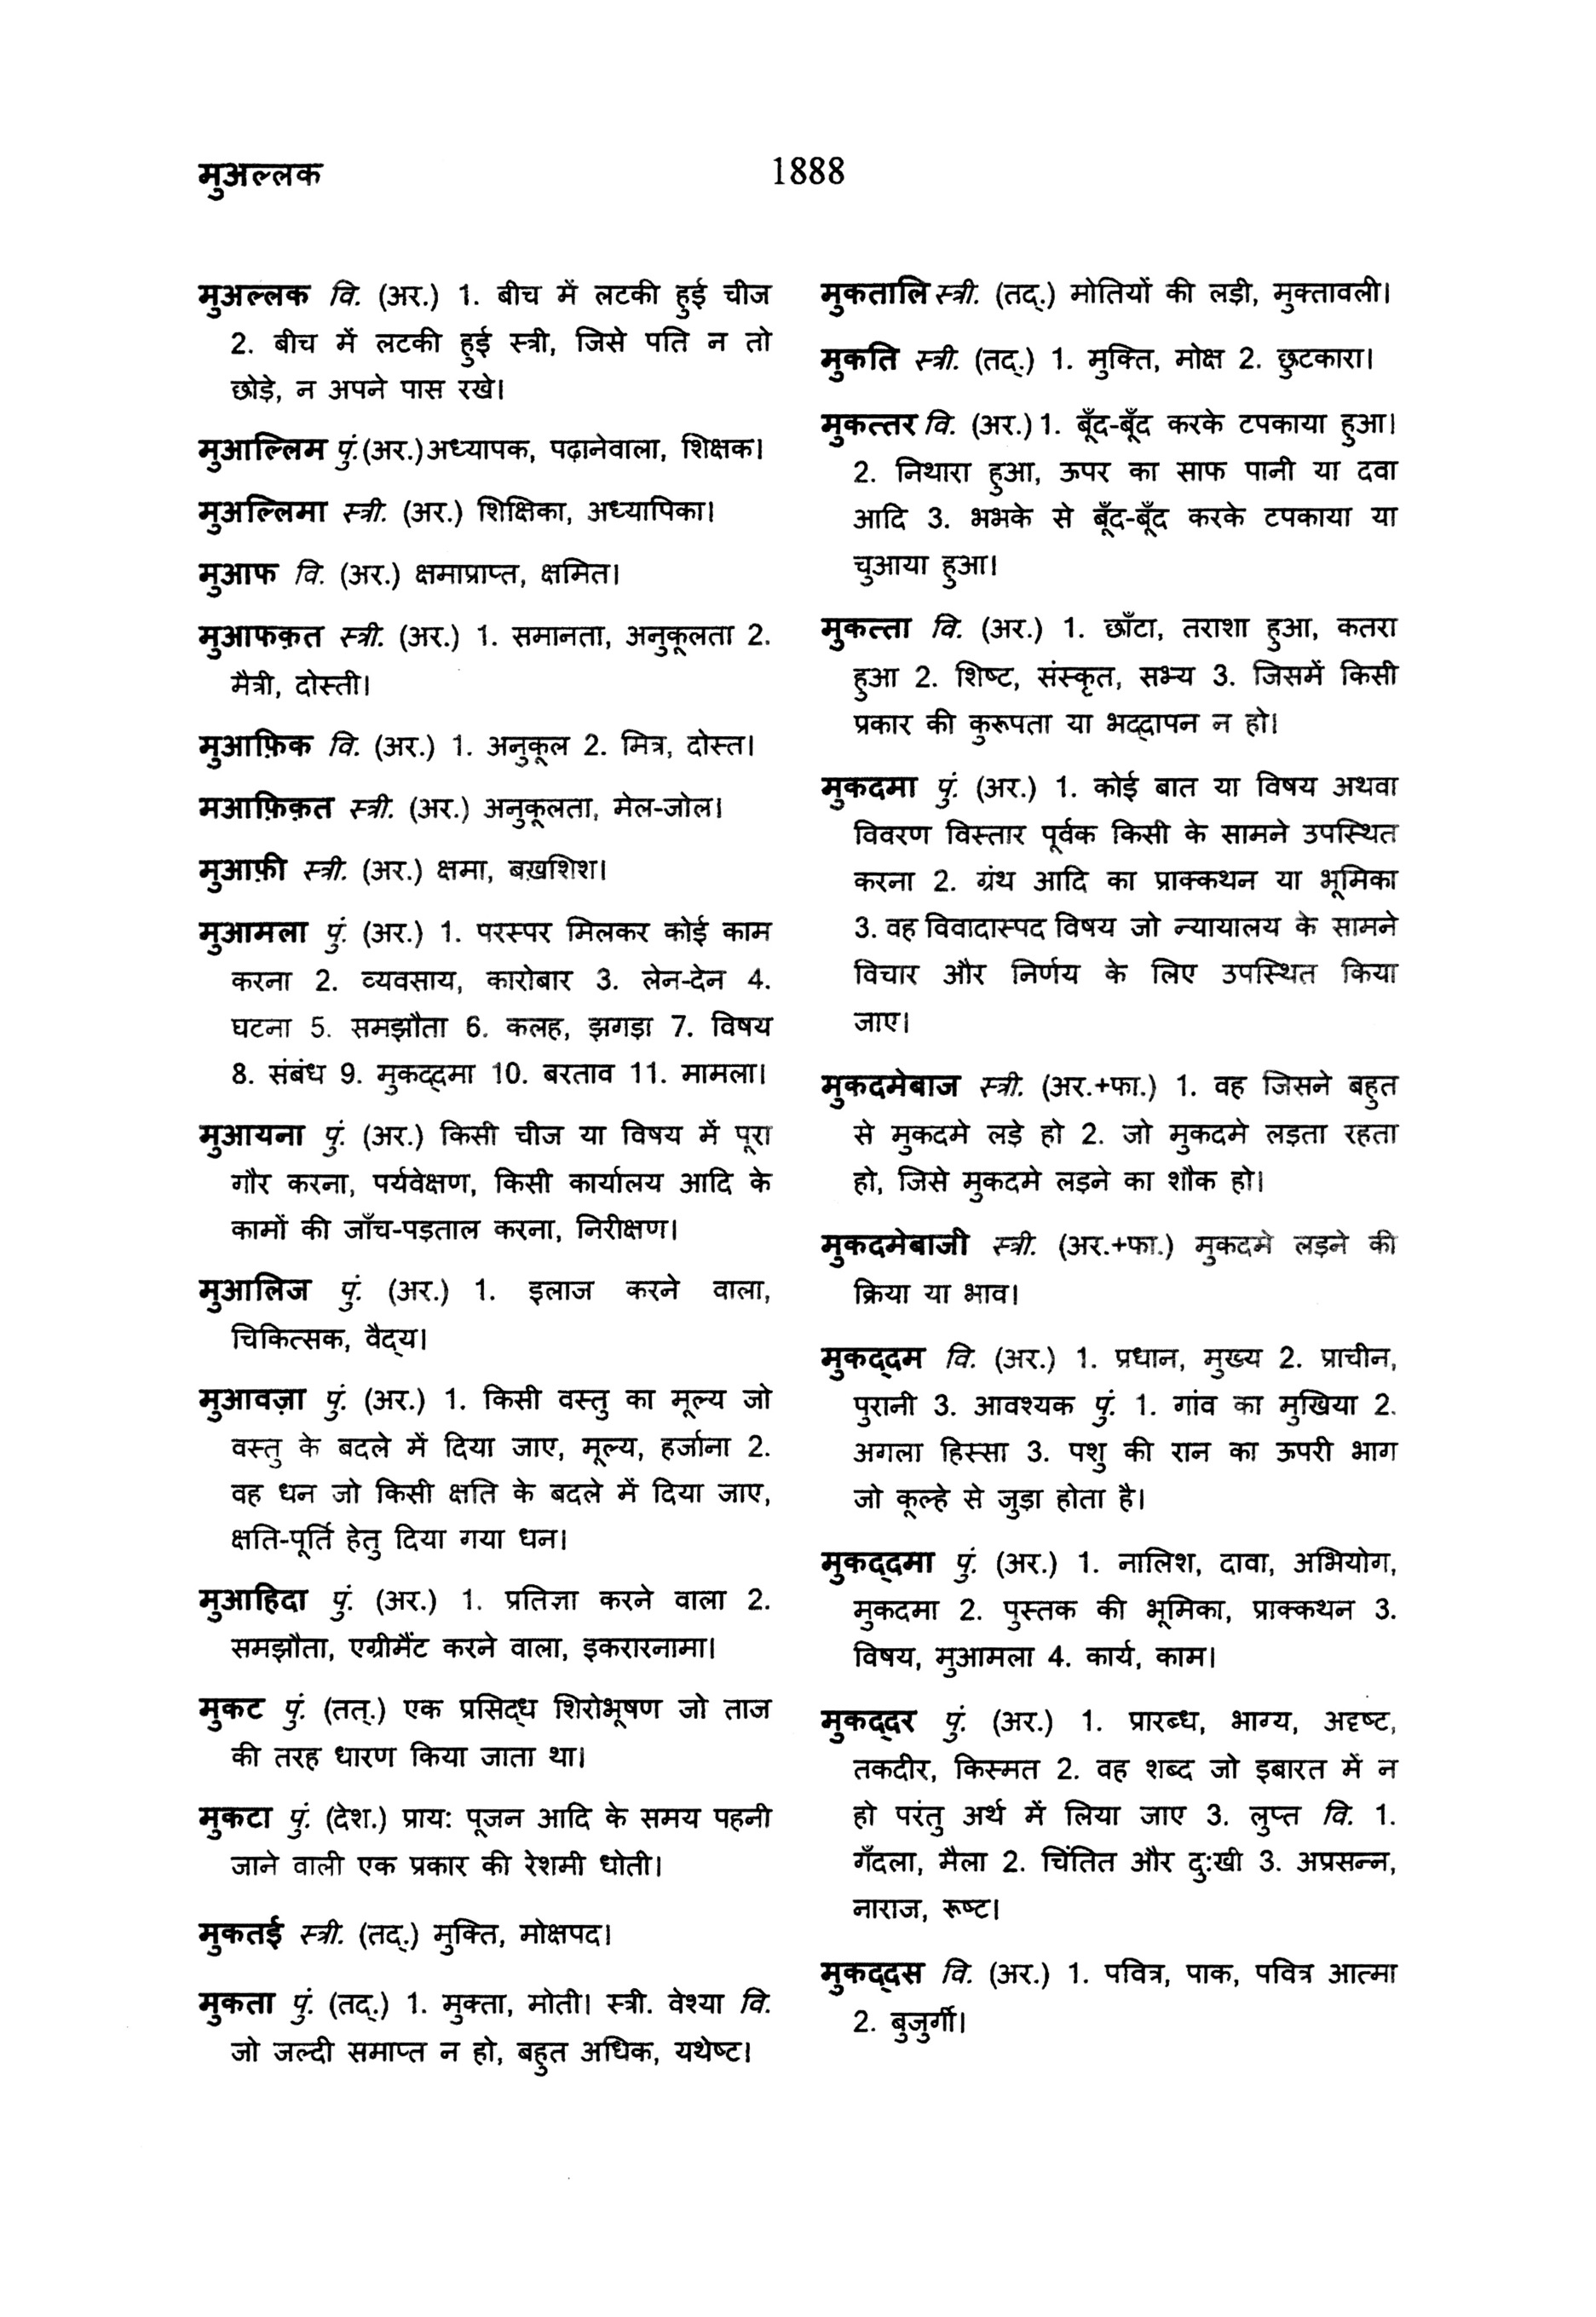 मुअल्लक
1888
मुअल्लक वि. (अर.) 1. बीच में लटकी हुई चीज
2. बीच में लटकी हुई स्त्री, जिसे पति न तो
छोड़े, न अपने पास रखे।
मुआल्लिम पुं.(अर.)अध्यापक, पढ़ानेवाला, शिक्षक।
मुअल्लिमा स्त्री. (अर.) शिक्षिका, अध्यापिका।
मुआफ वि. (अर.) क्षमाप्राप्त, क्षमित।
मुआफक़त स्त्री. (अर.) 1. समानता, अनुकूलता 2.
मैत्री, दोस्ती।
मुआफ़िक वि. (अर.) 1. अनुकूल 2. मित्र, दोस्त।
मआफ़िक़त स्त्री. (अर.) अनुकूलता, मेल-जोल।
मुआफ़ी स्त्री. (अर.) क्षमा, बख़शिश।
मुआमला पुं. (अर.) 1. परस्पर मिलकर कोई काम
करना 2. व्यवसाय, कारोबार 3. लेन-देन 4.
घटना 5. समझौता 6. कलह, झगड़ा 7. विषय
8. संबंध 9. मुकद्दमा 10. बरताव 11. मामला।
मुआयना पुं. (अर.) किसी चीज या विषय में पूरा
गौर करना, पर्यवेक्षण, किसी कार्यालय आदि के
कामों की जाँच-पड़ताल करना, निरीक्षण।
मुआलिज पुं. (अर.) 1. इलाज करने वाला,
चिकित्सक, वैद्य।
मुआवज़ा पुं. (अर.) 1. किसी वस्तु का मूल्य जो
वस्तु के बदले में दिया जाए, मूल्य, हर्जाना 2.
वह धन जो किसी क्षति के बदले में दिया जाए,
क्षति-पूर्ति हेतु दिया गया धन।
मुआहिदा पुं. (अर.) 1. प्रतिज्ञा करने वाला 2.
समझौता, एग्रीमैंट करने वाला, इकरारनामा।
मुकट पुं. (तत्.) एक प्रसिद्ध शिरोभूषण जो ताज
की तरह धारण किया जाता था।
मुकटा पुं. (देश.) प्राय: पूजन आदि के समय पहनी
जाने वाली एक प्रकार की रेशमी धोती।
मुकतई स्त्री. (तद्.) मुक्ति, मोक्षपद।
मुकता पुं. (तद्.) 1. मुक्ता, मोती। स्त्री. वेश्या वि.
जो जल्दी समाप्त न हो, बहुत अधिक, यथेष्ट।
मुकतालि स्त्री. (तद्.) मोतियों की लड़ी, मुक्तावली।
मुकति स्त्री. (तद्.) 1. मुक्ति, मोक्ष 2. छुटकारा।
मुकत्तर वि. (अर.) 1. बूँद-बूँद करके टपकाया हुआ।
2. निथारा हुआ, ऊपर का साफ पानी या दवा
आदि 3. भभके से बूँद-बूँद करके टपकाया या
चुआया हुआ।
मुकत्ता वि. (अर.) 1. छाँटा, तराशा हुआ, कतरा
हुआ 2. शिष्ट, संस्कृत, सभ्य 3. जिसमें किसी
प्रकार की कुरूपता या भद्दापन न हो।
मुकदमा पुं. (अर.) 1. कोई बात या विषय अथवा
विवरण विस्तार पूर्वक किसी के सामने उपस्थित
करना 2. ग्रंथ आदि का प्राक्कथन या भूमिका
3. वह विवादास्पद विषय जो न्यायालय के सामने
विचार और निर्णय के लिए उपस्थित किया
जाए।
मुकदमेबाज स्त्री. (अर.+फा.) 1. वह जिसने बहुत
से मुकदमे लड़े हो 2. जो मुकदमे लड़ता रहता
हो, जिसे मुकदमे लड़ने का शौक हो।
मुकदमेबाजी स्त्री. (अर.+फा.) मुकदमे लड़ने की
क्रिया या भाव।
मुकद्दम वि. (अर.) 1. प्रधान, मुख्य 2. प्राचीन,
पुरानी 3. आवश्यक पुं. 1. गांव का मुखिया 2.
अगला हिस्सा 3. पशु की रान का ऊपरी भाग
जो कूल्हे से जुड़ा होता है।
मुकद्दमा पुं. (अर.) 1. नालिश, दावा, अभियोग,
मुकदमा 2. पुस्तक की भूमिका, प्राक्कथन 3.
विषय, मुआमला 4. कार्य, काम।
मुकद्दर पुं. (अर.) 1. प्रारब्ध, भाग्य, अदृष्ट,
तकदीर, किस्मत 2. वह शब्द जो इबारत में न
हो परंतु अर्थ में लिया जाए 3. लुप्त वि. 1.
गँदला, मैला 2. चिंतित और दु:खी 3. अप्रसन्न,
नाराज, रूष्ट।
मुकद्दस वि. (अर.) 1. पवित्र, पाक, पवित्र आत्मा
2. बुजुर्गी।